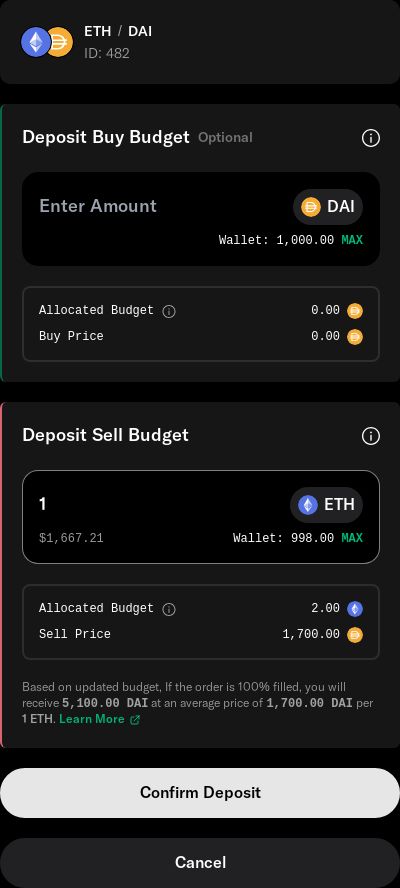 ETH / DAI
ID: 482
Deposit Buy Budget Optional
Enter Amount DAI
Wallet: 1,000.00 MAX
Allocated Budget 0.00
Buy Price 0.00
Deposit Sell Budget
1 ETH
$1,667.21 Wallet: 998.00 MAX
Allocated Budget 2.00
Sell Price 1,700.00
Based on updated budget, If the order is 100% filled, you will
receive 5,100.00 DAI at an average price of 1,700.00 DAI per
1 ETH. Learn More
Confirm Deposit
Cancel